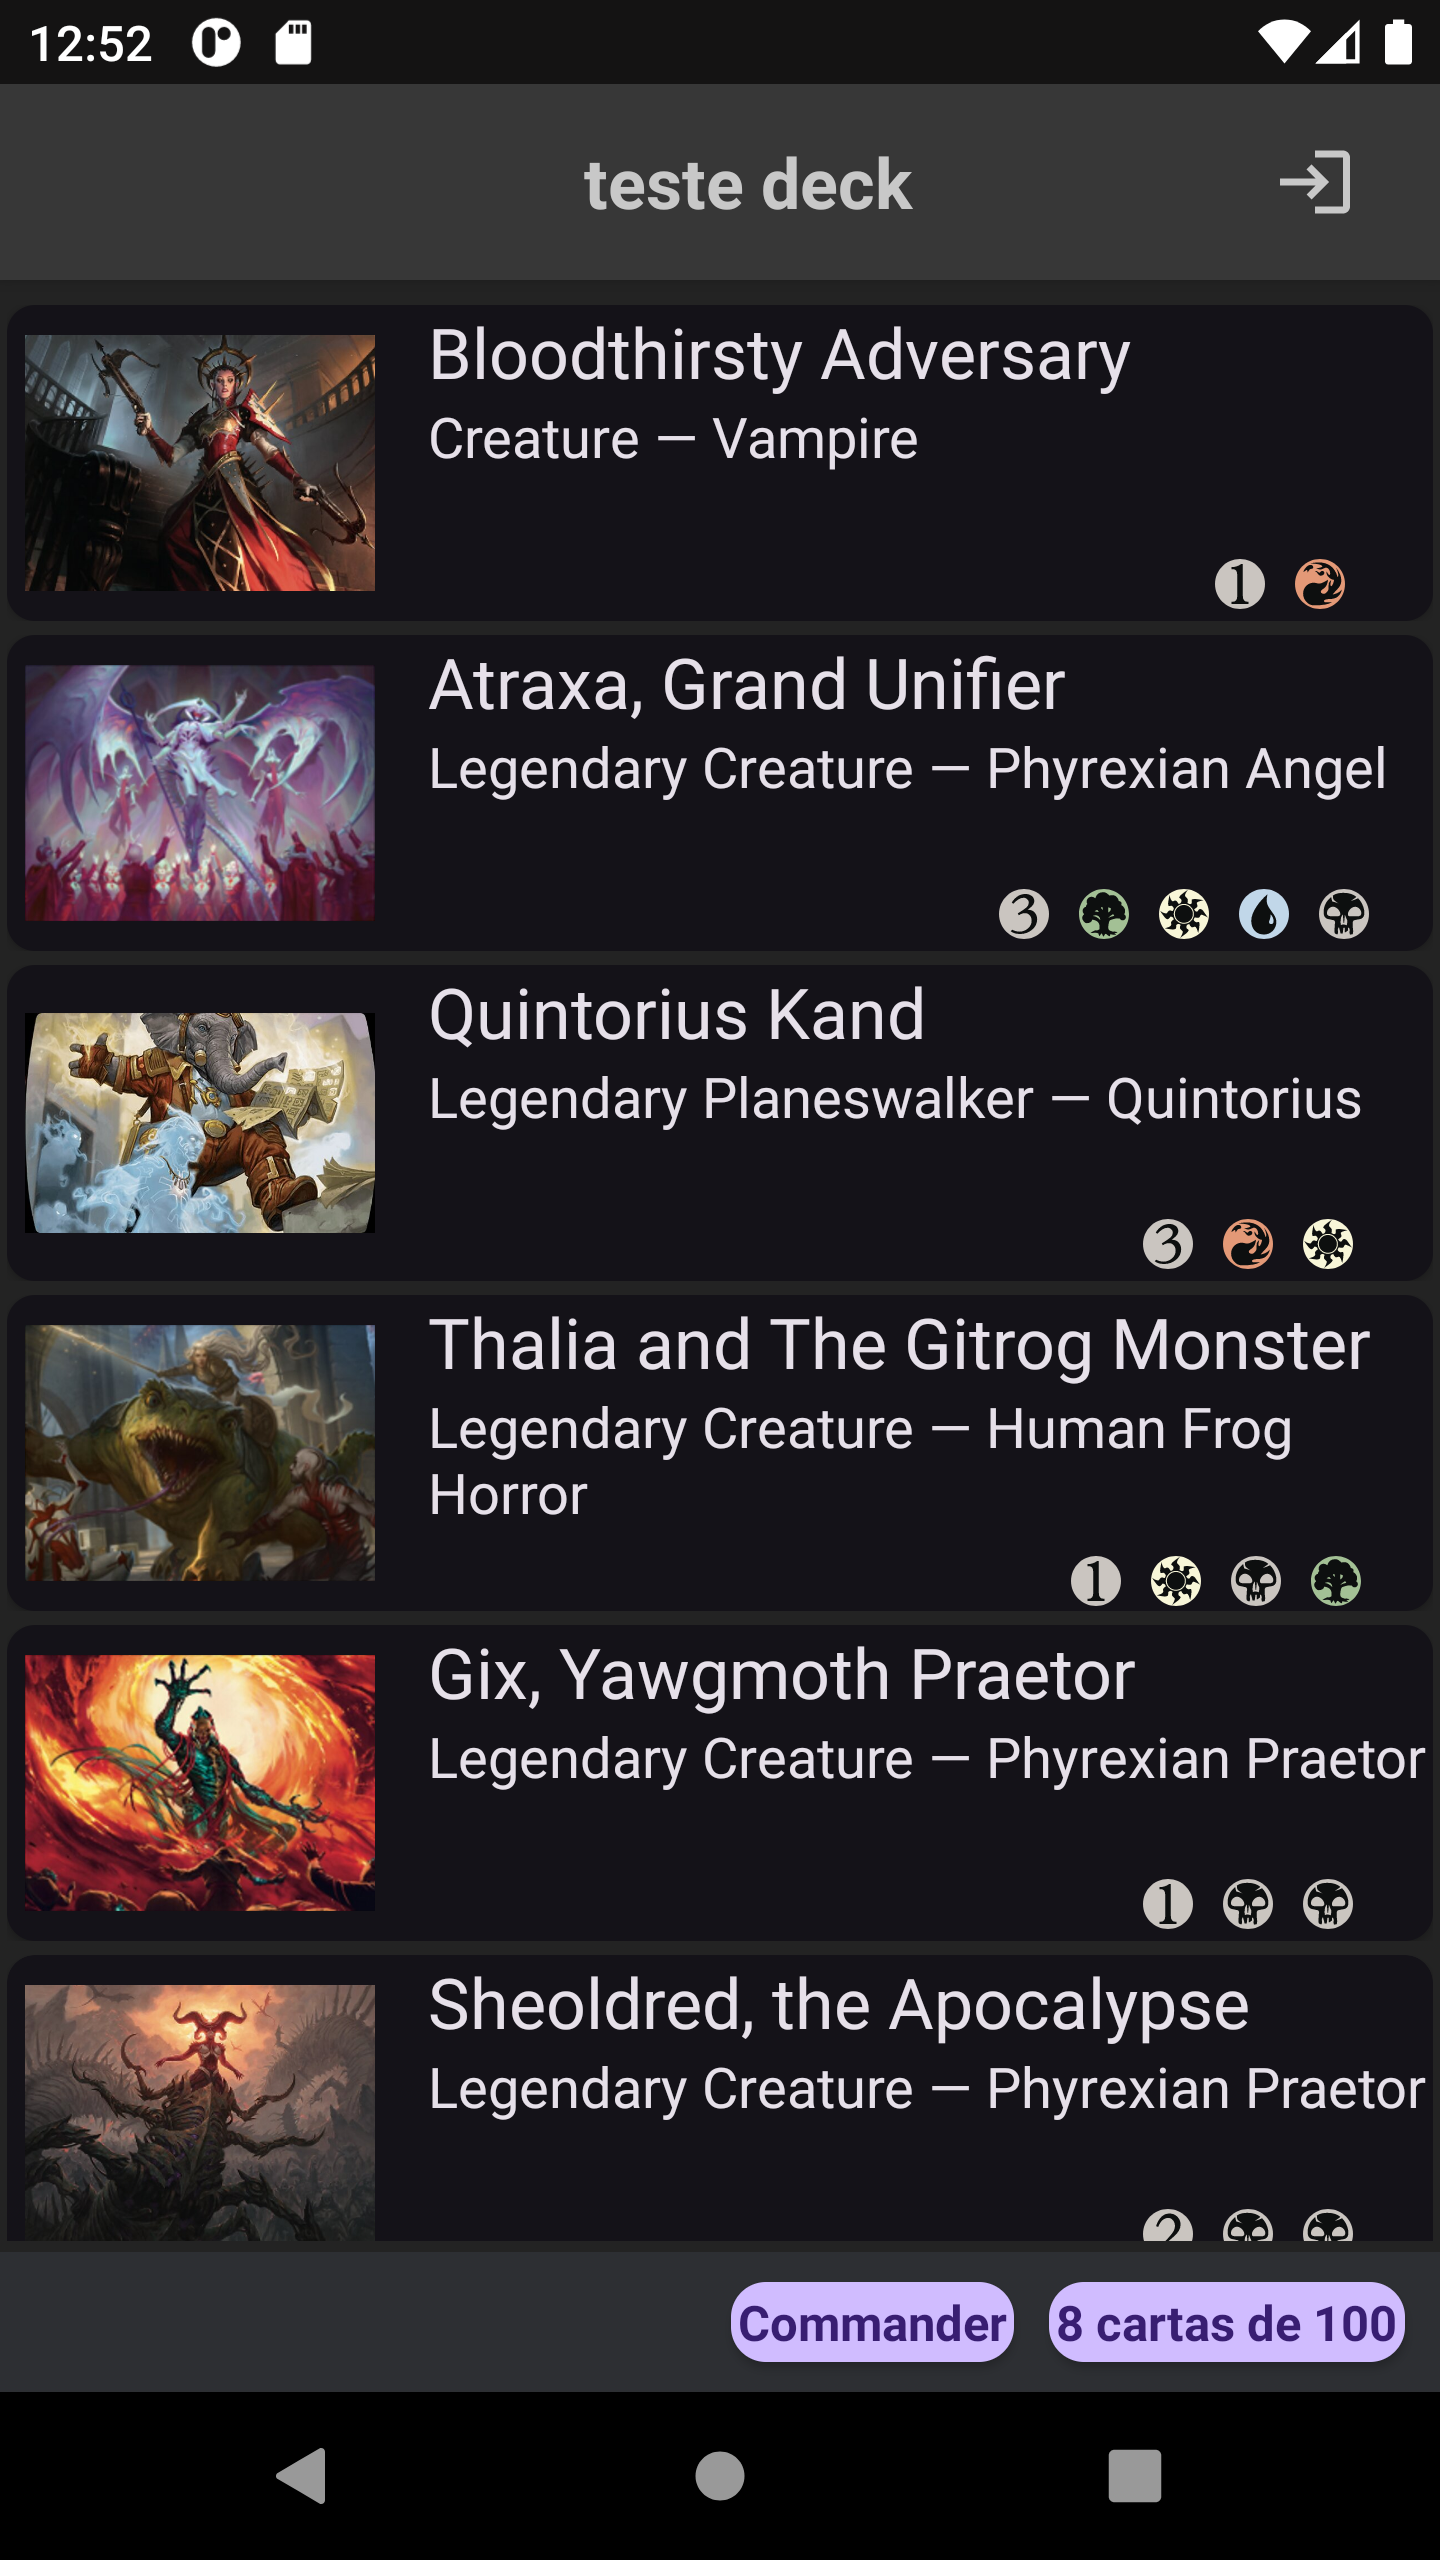 12:52
teste deck
Bloodthirsty Adversary
Creature — Vampire
1
Atraxa, Grand Unifier
Legendary Creature — Phyrexian Angel
3
Quintorius Kand
Legendary Planeswalker — Quintorius
3
Thalia and The Gitrog Monster
Legendary Creature — Human Frog
Horror
1
Gix, Yawgmoth Praetor
Legendary Creature — Phyrexian Praetor
1
Sheoldred, the Apocalypse
Legendary Creature — Phyrexian Praetor
2
Commander
8 cartas de 100